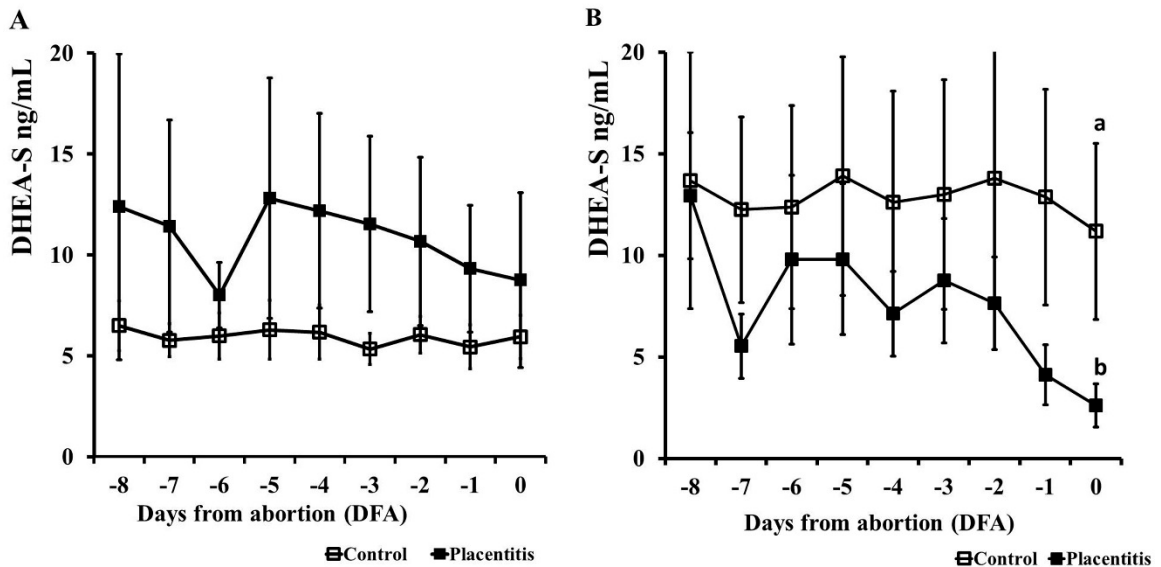 A
DHEA-S ng/mL
20
15
10
5
0
-8 -7 -6 -5 -4 -3 -2 -1 0
Days from abortion (DFA)
Control Placentitis
B
DHEA-S ng/mL
20
15
10
5
0
a
b
-8 -7 -6 -5 -4 -3 -2 -1 0
Days from abortion (DFA)
Control Placentitis